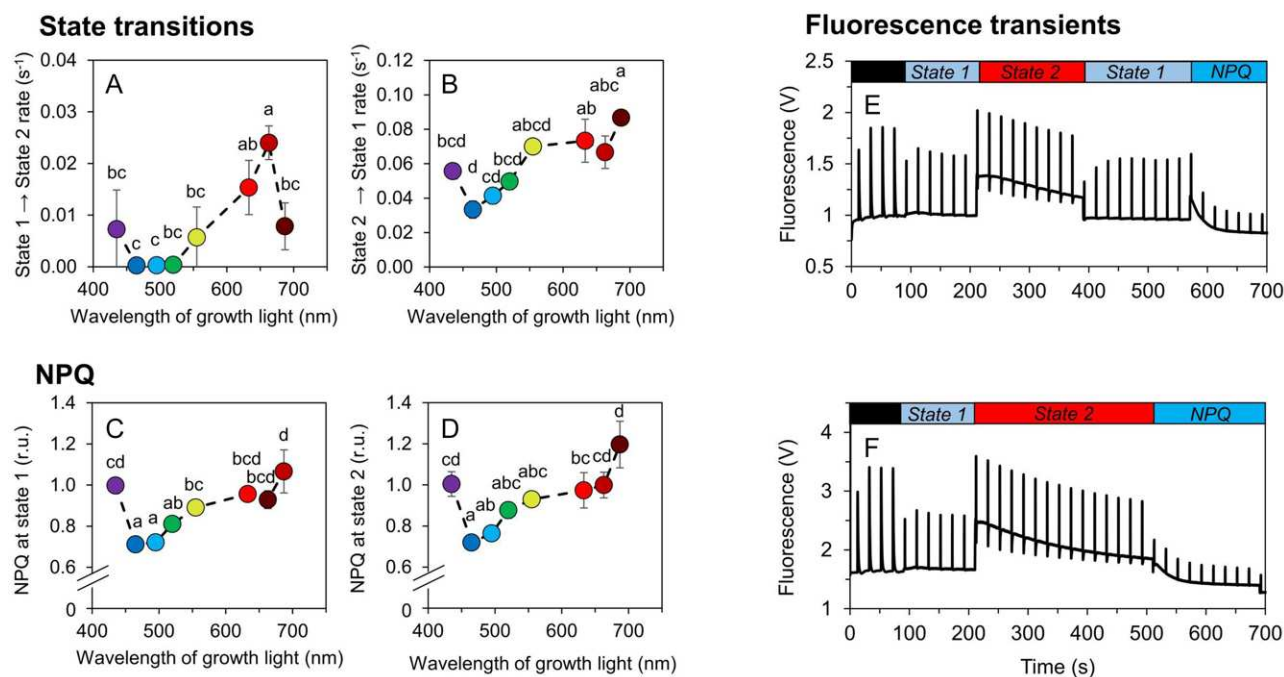 State transitions
A
State 1 → State 2 rate (s⁻¹)
0.04
0.03
0.02
0.01
0.00
bc
c
c
bc
bc
ab
a
bc
400 500 600 700
Wavelength of growth light (nm)
B
State 2 → State 1 rate (s⁻¹)
0.12
0.10
0.08
0.06
0.04
0.02
0.00
bcd
d
cd
bcd
abcd
ab
abc
a
400 500 600 700
Wavelength of growth light (nm)
NPQ
C
NPQ at state 1 (r.u.)
1.4
1.2
1.0
0.8
0.6
0
cd
a
a
ab
bc
bcd
bcd
d
400 500 600 700
Wavelength of growth light (nm)
D
NPQ at state 2 (r.u.)
1.4
1.2
1.0
0.8
0.6
0
cd
a
ab
abc
abc
bc
cd
d
400 500 600 700
Wavelength of growth light (nm)
Fluorescence transients
State 1 State 2 State 1 NPQ
E
Fluorescence (V)
2.5
2
1.5
1
0.5
0 100 200 300 400 500 600 700
State 1 State 2 NPQ
F
Fluorescence (V)
4
3
2
1
0 100 200 300 400 500 600 700
Time (s)